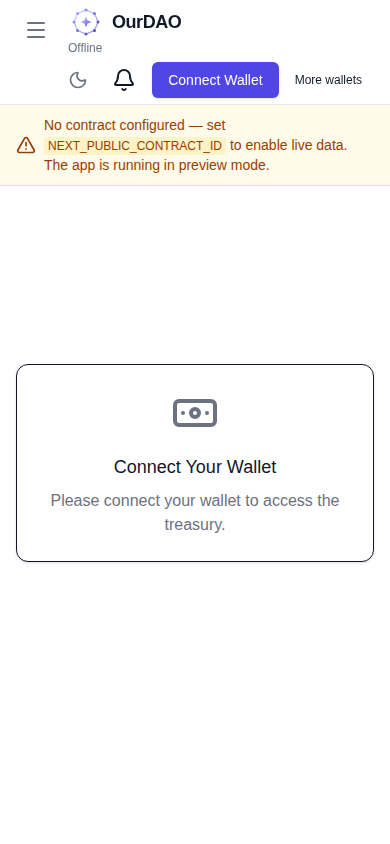 OurDAO
Offline
Connect Wallet
More wallets
No contract configured — set
NEXT_PUBLIC_CONTRACT_ID to enable live data.
The app is running in preview mode.
Connect Your Wallet
Please connect your wallet to access the
treasury.